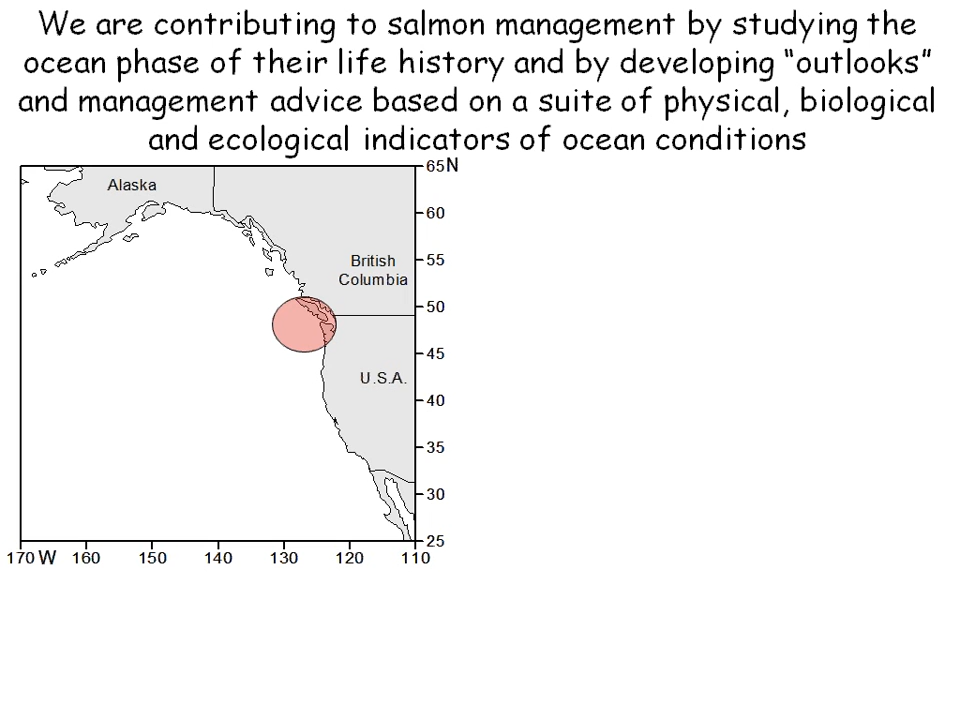 We are contributing to salmon management by studying the
ocean phase of their life history and by developing “outlooks”
and management advice based on a suite of physical, biological
and ecological indicators of ocean conditions
65N
Alaska
60
British
Columbia
55
50
45
U.S.A.
40
35
30
25
170 W 160 150 140 130 120 110